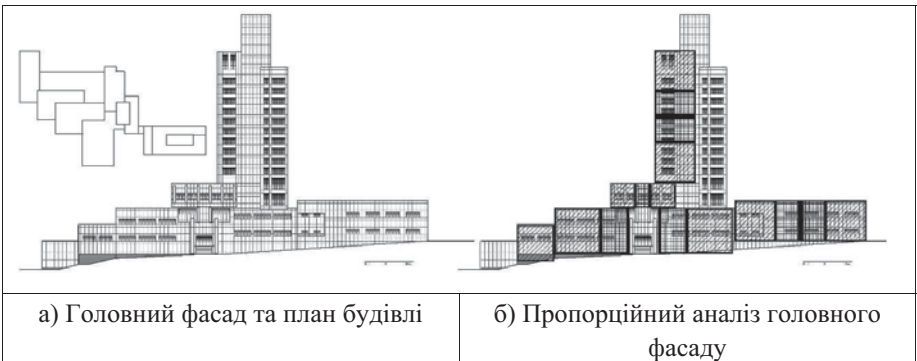 а) Головний фасад та план будівлі
б) Пропорційний аналіз головного
фасаду